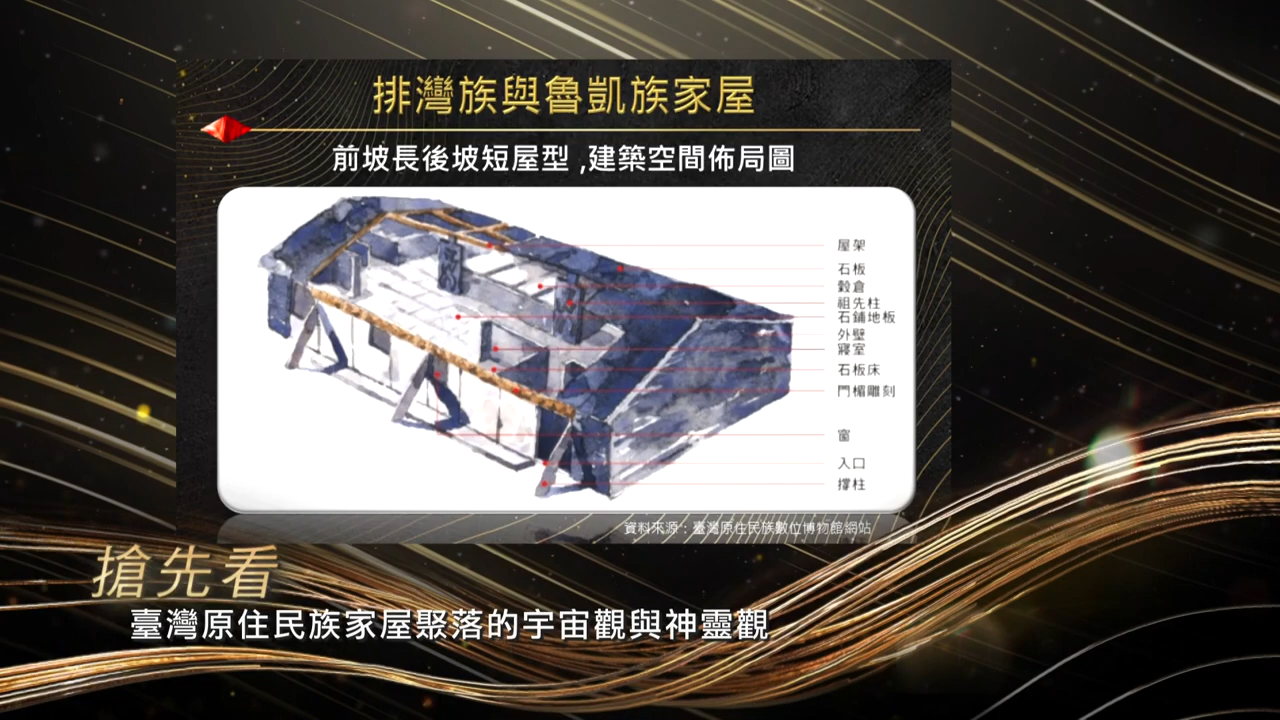 排灣族與魯凱族家屋
前坡長後坡短屋型 ,建築空間佈局圖
屋架
石板
穀倉
祖先柱
石鋪地板
外壁
寢室
石板床
門楣雕刻
窗
入口
撐柱
資料來源：臺灣原住民族數位博物館網站
搶先看
臺灣原住民族家屋聚落的宇宙觀與神靈觀